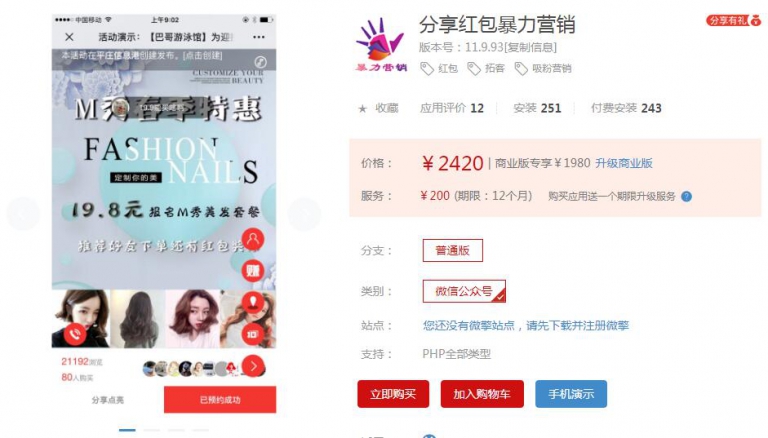 中国移动
上午9:02
活动演示：【巴哥游泳馆】为迎
本活动在平庄信息港创建发布。[点击创建]
CUSTOMIZE YOUR
BEAUTY
M秀春季特惠
FASHION
NAILS
定制你的美
19.8元 报名M秀美发套餐
推荐好友下单还有红包
赚
21192浏览
80人购买
分享点亮
已预约成功
分享红包暴力营销
分享有礼
暴力营销
版本号：11.9.93[复制信息]
红包 拓客 吸粉营销
收藏 应用评价 12 安装 251 付费安装 243
价格： ￥2420 | 商业版专享￥1980 升级商业版
服务： ￥200 (期限：12个月) 购买应用送一个期限升级服务 ?
分支： 普通版
类别： 微信公众号
站点： 您还没有微擎站点，请先下载并注册微擎
支持： PHP全部类型
立即购买 加入购物车 手机演示